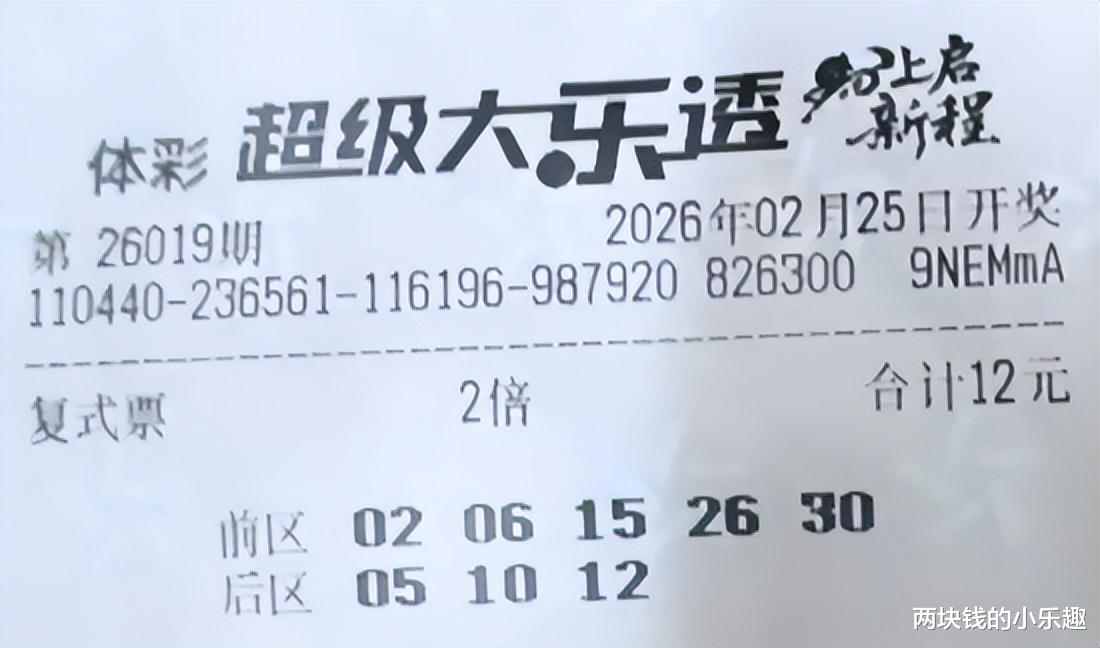 体彩 超级大乐透 马上启
新程
第 26019期 2026年02月25日开奖
110440-236561-116196-987920 826300 9NEMmA
复式票 2倍 合计12元
前区 02 06 15 26 30
后区 05 10 12
两块钱的小乐趣